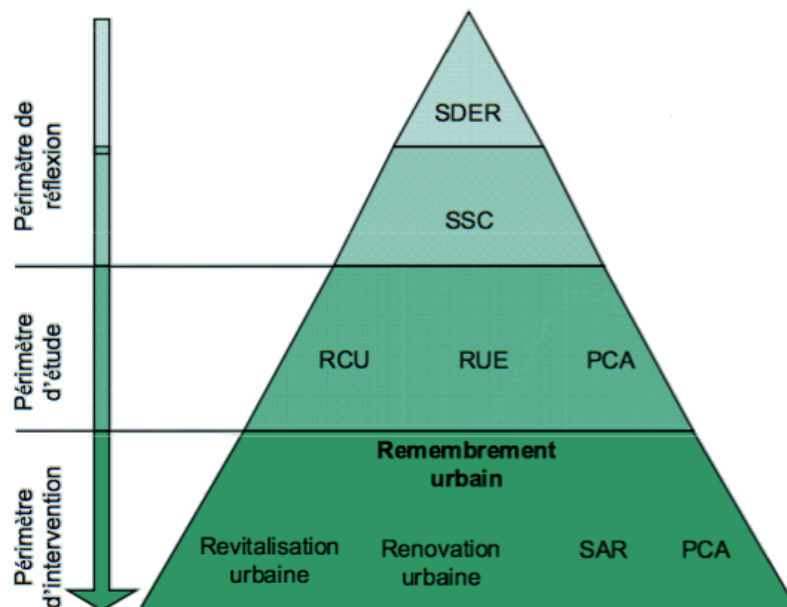 SDER
Périmètre de
réflexion
SSC
Périmètre
d'étude
RCU RUE PCA
Remembrement
urbain
Périmètre
d'intervention
Revitalisation
urbaine
Renovation
urbaine
SAR PCA